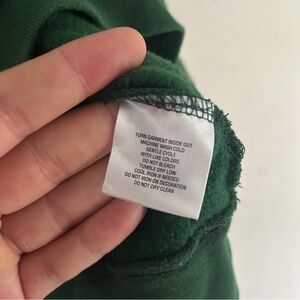 TURN GARMENT INSIDE OUT
MACHINE WASH COLD
GENTLE CYCLE
WITH LIKE COLORS
DO NOT BLEACH
TUMBLE DRY LOW
COOL IRON IF NEEDED
DO NOT IRON ON DECORATION
DO NOT DRY CLEAN